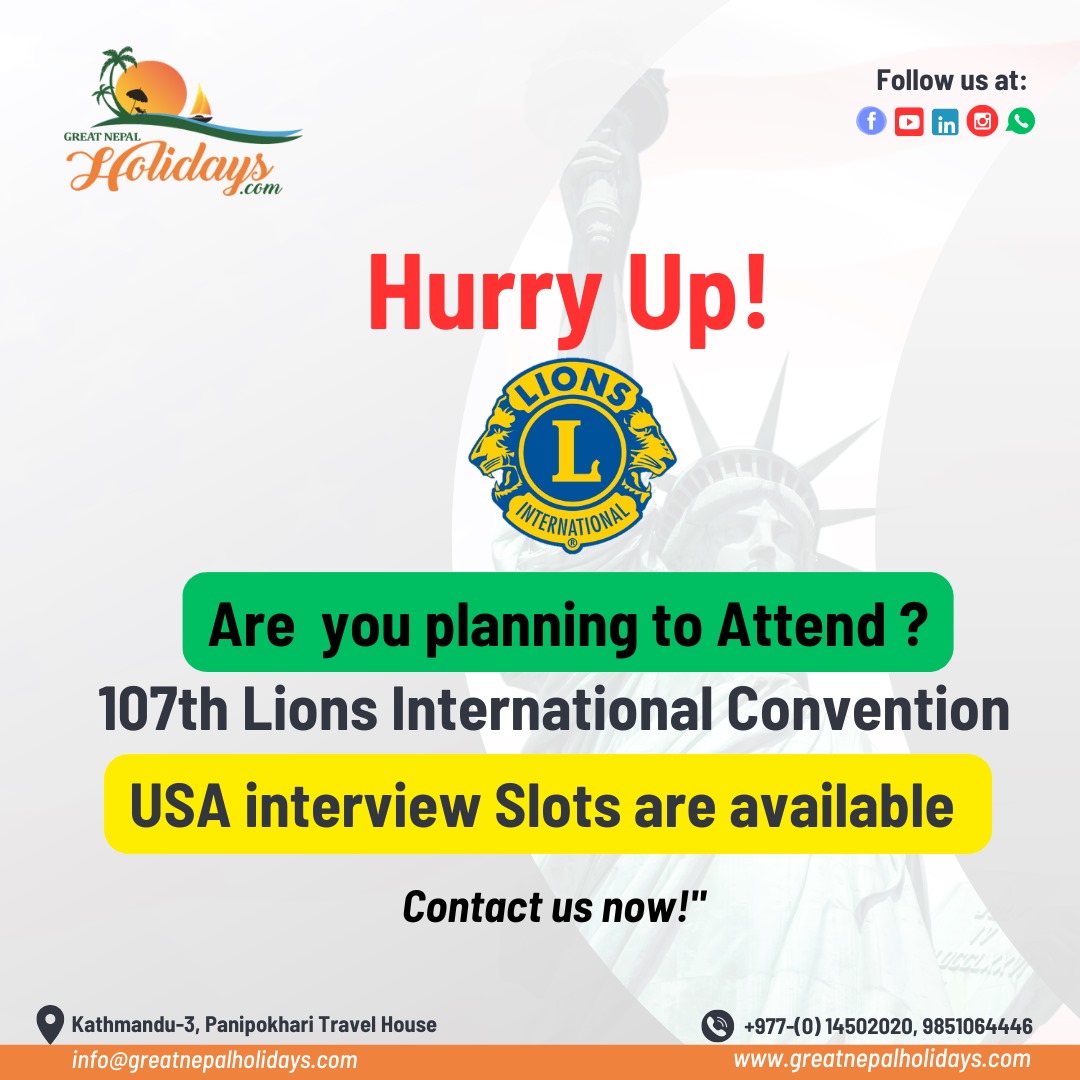 GREAT NEPAL
Holidays
.com
Follow us at:
Hurry Up!
LIONS
L
INTERNATIONAL
®
Are you planning to Attend ?
107th Lions International Convention
USA interview Slots are available
Contact us now!"
Kathmandu-3, Panipokhari Travel House
+977-(0) 14502020, 9851064446
info@greatnepalholidays.com
www.greatnepalholidays.com